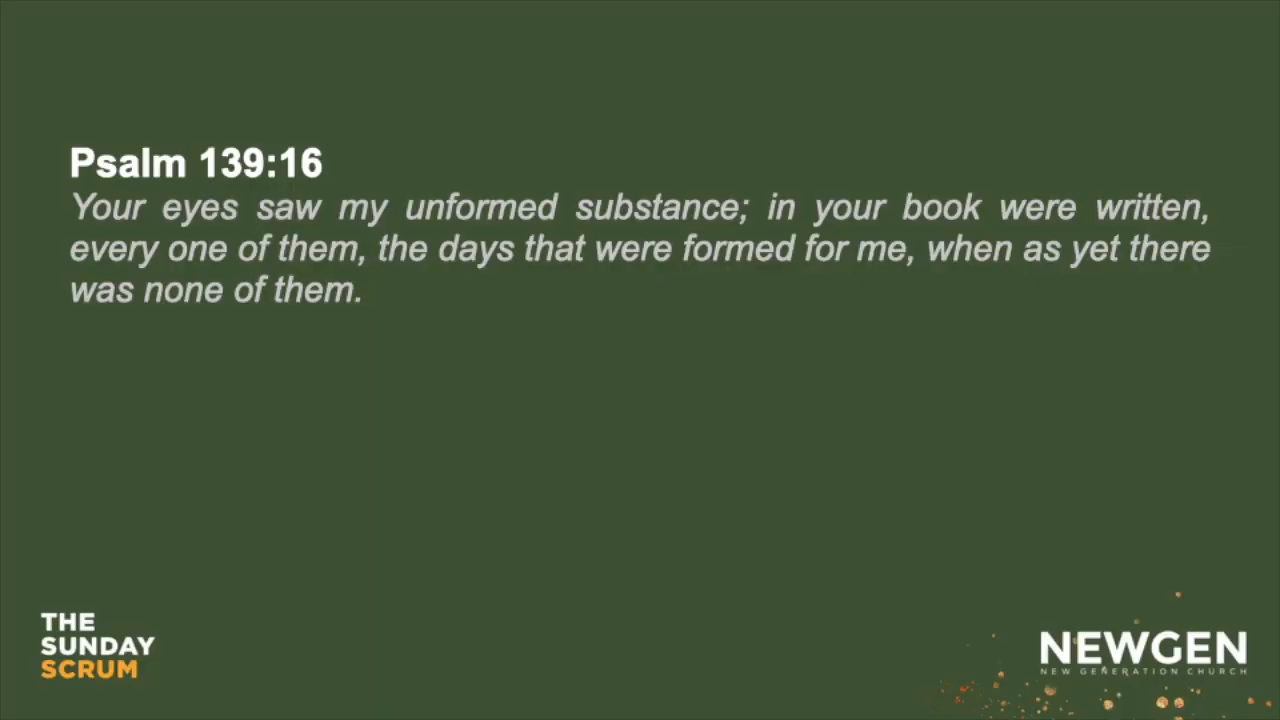 Psalm 139:16
Your eyes saw my unformed substance; in your book were written,
every one of them, the days that were formed for me, when as yet there
was none of them.
THE
SUNDAY
SCRUM
NEWGEN
NEW GENERATION CHURCH